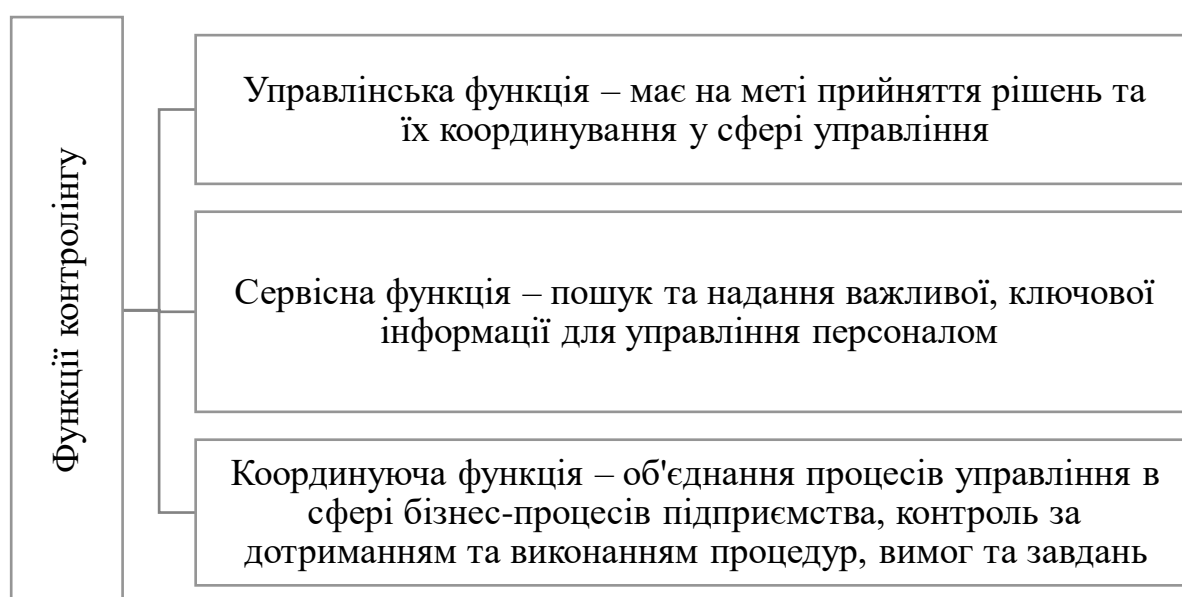 Функції контролінгу
Управлінська функція – має на меті прийняття рішень та
їх координування у сфері управління
Сервісна функція – пошук та надання важливої, ключової
інформації для управління персоналом
Координуюча функція – об'єднання процесів управління в
сфері бізнес-процесів підприємства, контроль за
дотриманням та виконанням процедур, вимог та завдань